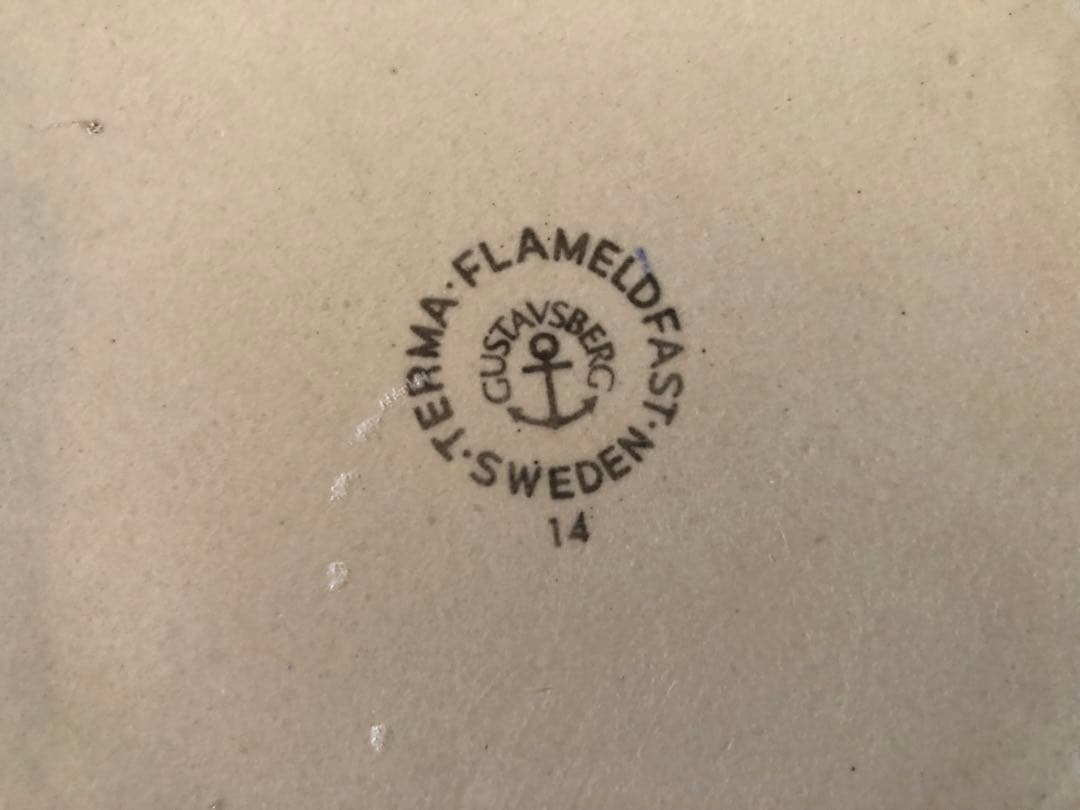 TERMA · FLAMELDFAST · SWEDEN ·
GUSTAVSBERG
14